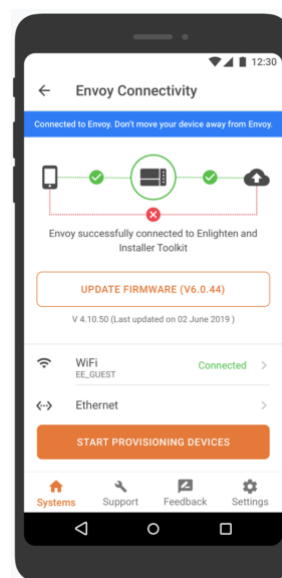 12:30
Envoy Connectivity
Connected to Envoy. Don't move your device away from Envoy.
Envoy successfully connected to Enlighten and
Installer Toolkit
UPDATE FIRMWARE (V6.0.44)
V 4.10.50 (Last updated on 02 June 2019 )
WiFi
Connected
EE_GUEST
Ethernet
START PROVISIONING DEVICES
Systems
Support
Feedback
Settings